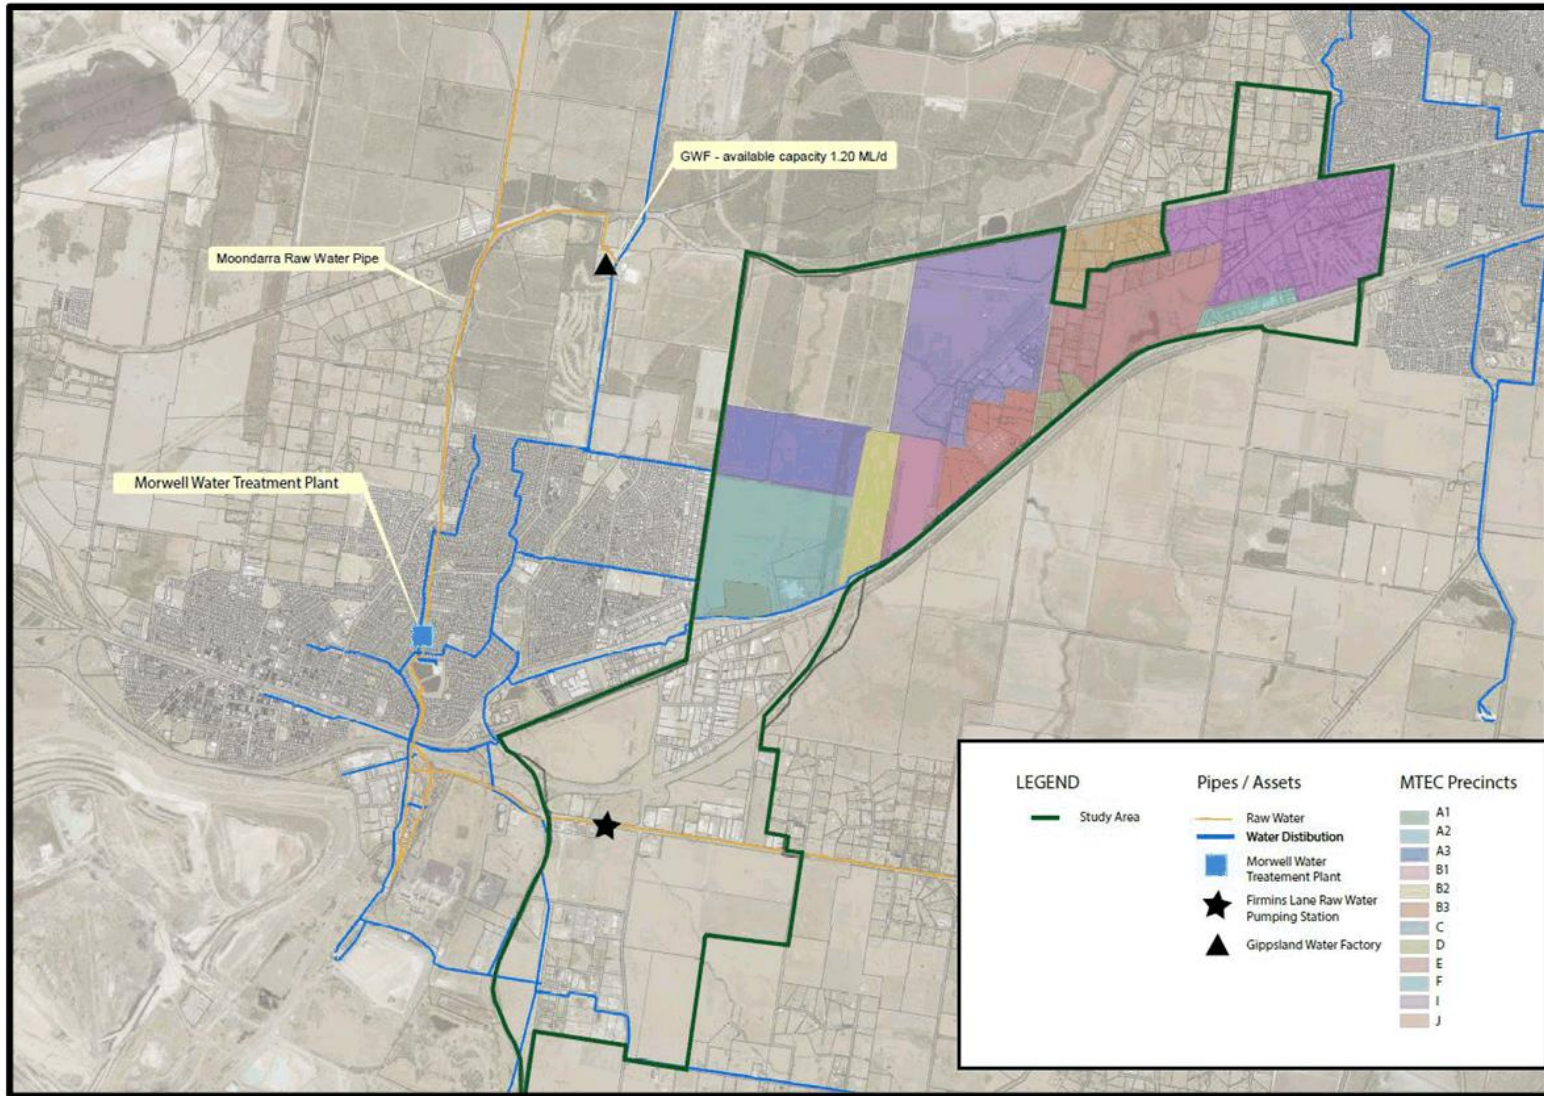 GWF - available capacity 1.20 ML/d
Moondarra Raw Water Pipe
Morwell Water Treatment Plant
LEGEND
Study Area
Pipes / Assets
Raw Water
Water Distibution
Morwell Water
Treatement Plant
Firmins Lane Raw Water
Pumping Station
Gippsland Water Factory
MTEC Precincts
A1
A2
A3
B1
B2
B3
C
D
E
F
I
J